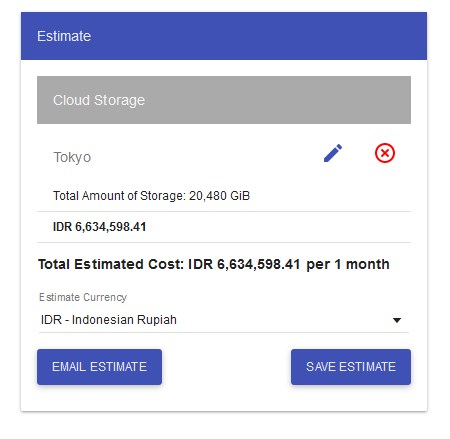 Estimate
Cloud Storage
Tokyo
Total Amount of Storage: 20,480 GiB
IDR 6,634,598.41
Total Estimated Cost: IDR 6,634,598.41 per 1 month
Estimate Currency
IDR - Indonesian Rupiah
EMAIL ESTIMATE
SAVE ESTIMATE